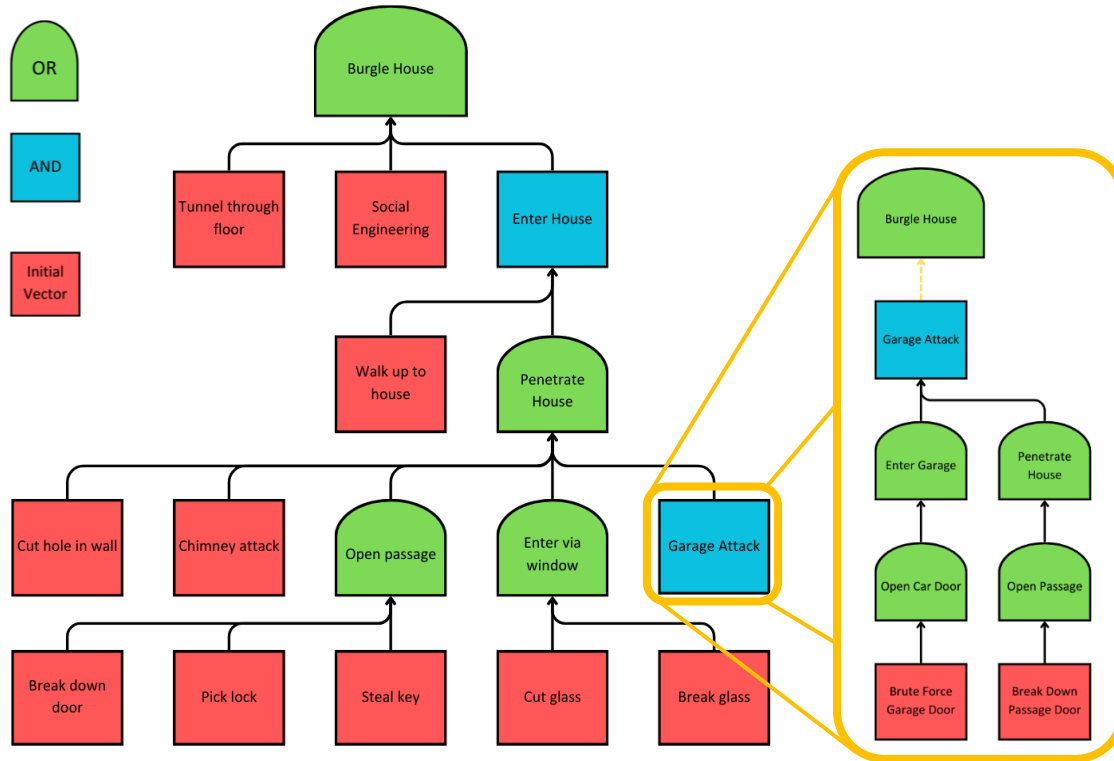 OR
AND
Initial
Vector
Burgle House
Tunnel through
floor
Social
Engineering
Enter House
Walk up to
house
Penetrate
House
Cut hole in wall
Chimney attack
Open passage
Enter via
window
Garage Attack
Break down
door
Pick lock
Steal key
Cut glass
Break glass
Burgle House
Garage Attack
Enter Garage
Penetrate
House
Open Car Door
Open Passage
Brute Force
Garage Door
Break Down
Passage Door